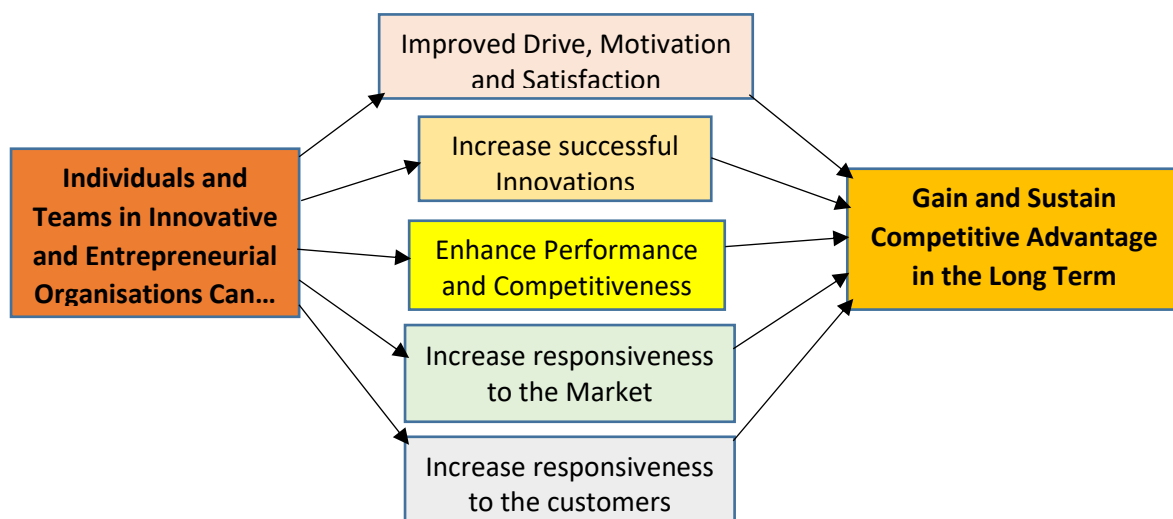 Improved Drive, Motivation
and Satisfaction
Individuals and
Teams in Innovative
and Entrepreneurial
Organisations Can…
Increase successful
Innovations
Enhance Performance
and Competitiveness
Increase responsiveness
to the Market
Increase responsiveness
to the customers
Gain and Sustain
Competitive Advantage
in the Long Term